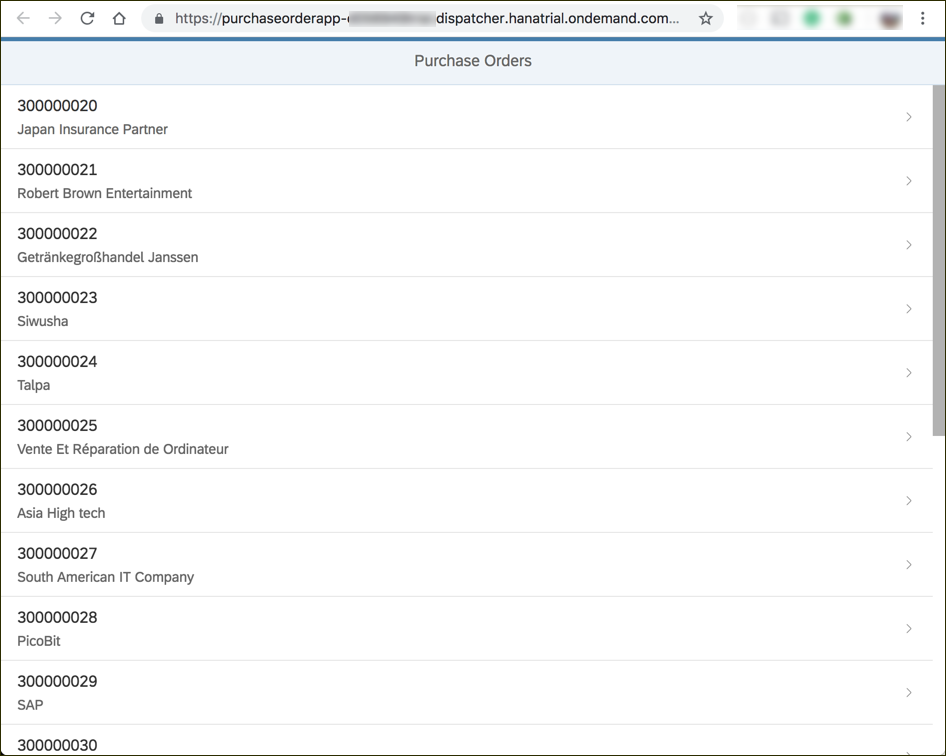 https://purchaseorderapp- dispatcher.hanatrial.ondemand.com...
Purchase Orders
300000020
Japan Insurance Partner
300000021
Robert Brown Entertainment
300000022
Getränkegroßhandel Janssen
300000023
Siwusha
300000024
Talpa
300000025
Vente Et Réparation de Ordinateur
300000026
Asia High tech
300000027
South American IT Company
300000028
PicoBit
300000029
SAP
300000030